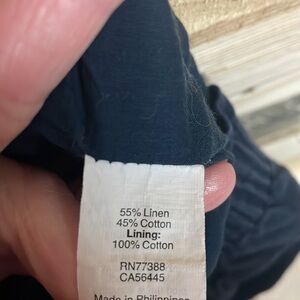 55% Linen
45% Cotton
Lining:
100% Cotton
RN77388
CA56445
Made in Philippines